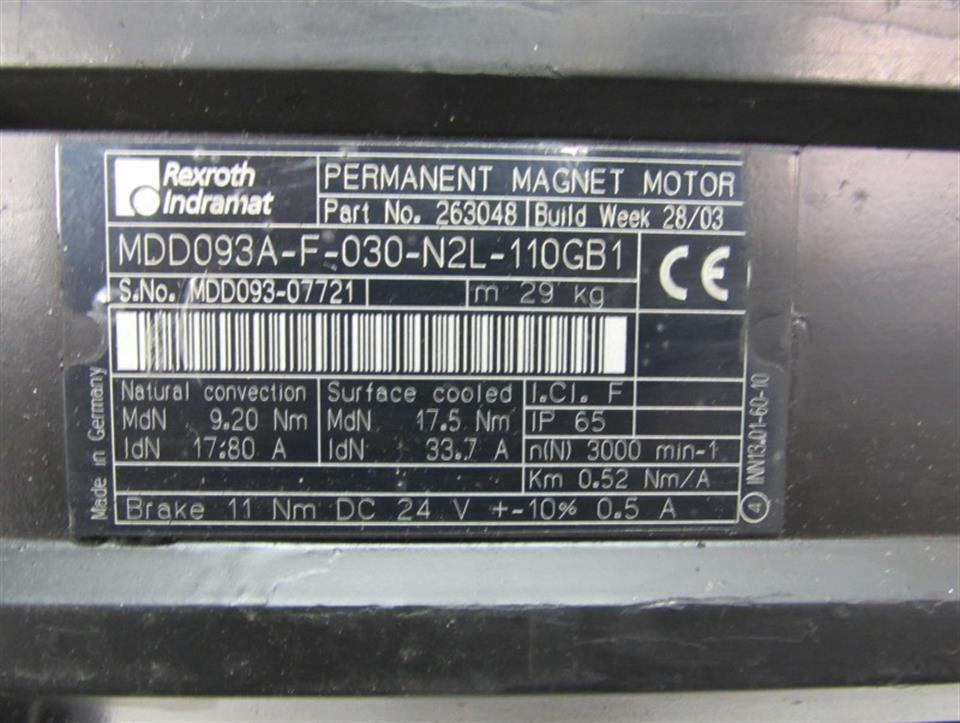 Rexroth
Indramat
PERMANENT MAGNET MOTOR
Part No. 263048 Build Week 28/03
MDD093A-F-030-N2L-110GB1
CE
S.No. MDD093-07721 m 29 kg
Natural convection Surface cooled I.Cl. F
MdN 9.20 Nm MdN 17.5 Nm IP 65
IdN 17.80 A IdN 33.7 A n(N) 3000 min-1
Km 0.52 Nm/A
Brake 11 Nm DC 24 V +-10% 0.5 A
Made in Germany
4 INN13.01-60-10